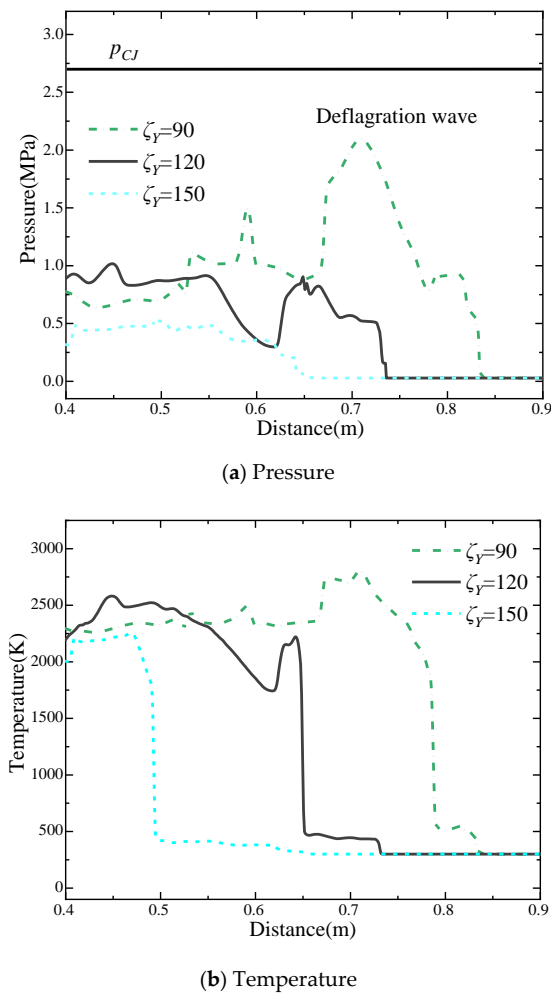 3.0
2.5
2.0
1.5
1.0
0.5
0.0
Pressure(MPa)
p_CJ
ζ_Y=90
ζ_Y=120
ζ_Y=150
Deflagration wave
0.4 0.5 0.6 0.7 0.8 0.9
Distance(m)
(a) Pressure
3000
2500
2000
1500
1000
500
0
Temperature(K)
ζ_Y=90
ζ_Y=120
ζ_Y=150
0.4 0.5 0.6 0.7 0.8 0.9
Distance(m)
(b) Temperature